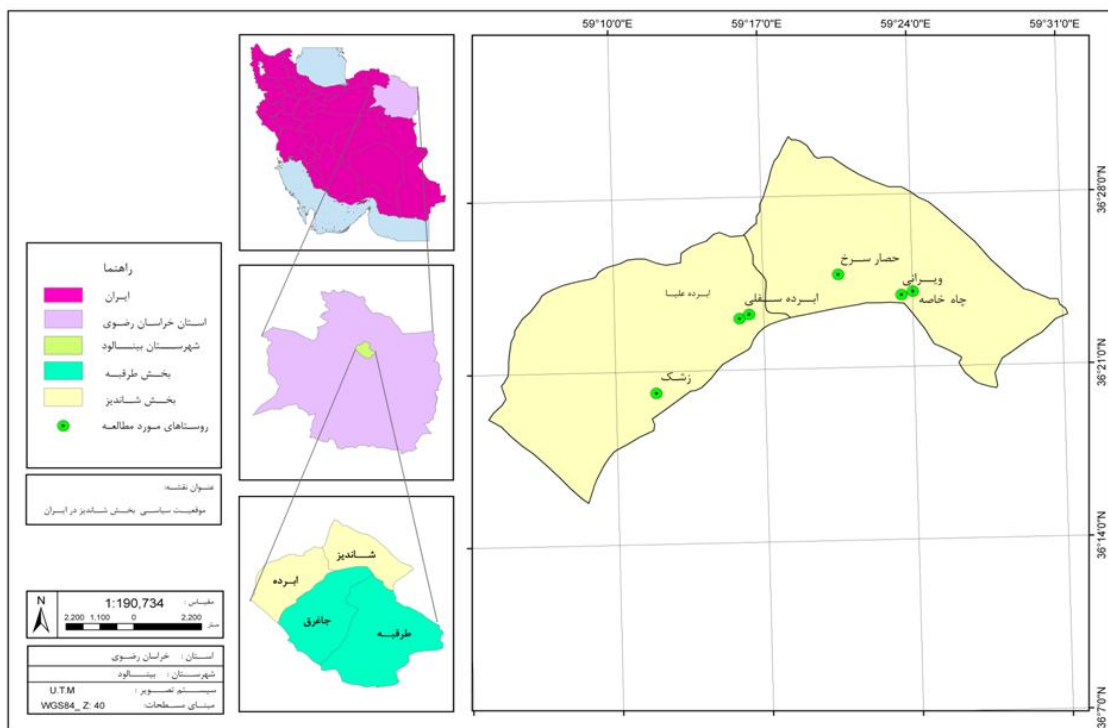 59°10'0"E
59°17'0"E
59°24'0"E
59°31'0"E
36°28'0"N
36°21'0"N
36°14'0"N
36°7'0"N
حصار سرخ
ویرانی
چاه خاصه
ابرده علیا
ابرده سفلی
زشک
راهنما
ایران
استان خراسان رضوی
شهرستان بینالود
بخش طرقبه
بخش شاندیز
روستاهای مورد مطالعه
عنوان نقشه:
موقعیت سیاسی بخش شاندیز در ایران
شاندیز
ابرده
جاغرق
طرقبه
N
مقیاس: 1:190,734
2,200 1,100 0 2,200 متر
استان: خراسان رضوی
شهرستان: بینالود
سیستم تصویر: U.T.M
مبنای مسطحات: WGS84_Z: 40